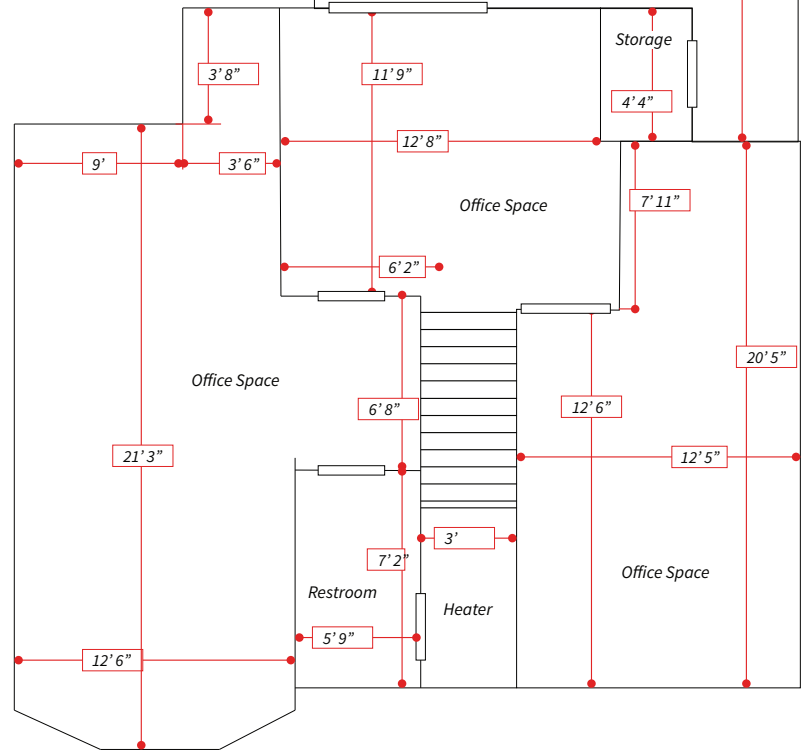 Storage
3’ 8”
11’ 9”
4’ 4”
12’ 8”
9’
3’ 6”
7’ 11”
Office Space
6’ 2”
20’ 5”
Office Space
6’ 8”
12’ 6”
21’ 3”
12’ 5”
3’
7’ 2”
Office Space
Restroom
Heater
5’ 9”
12’ 6”